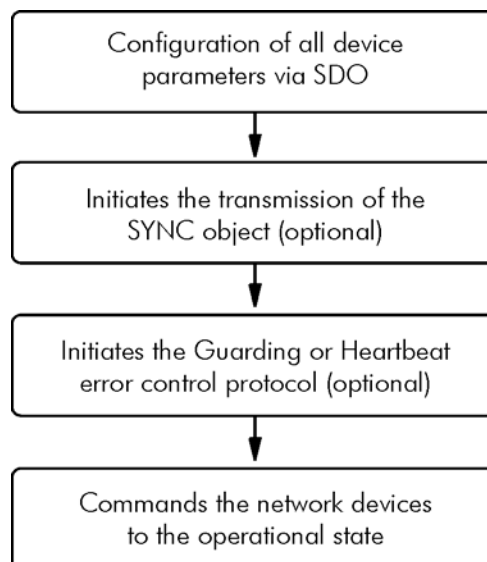 Configuration of all device
parameters via SDO
Initiates the transmission of the
SYNC object (optional)
Initiates the Guarding or Heartbeat
error control protocol (optional)
Commands the network devices
to the operational state